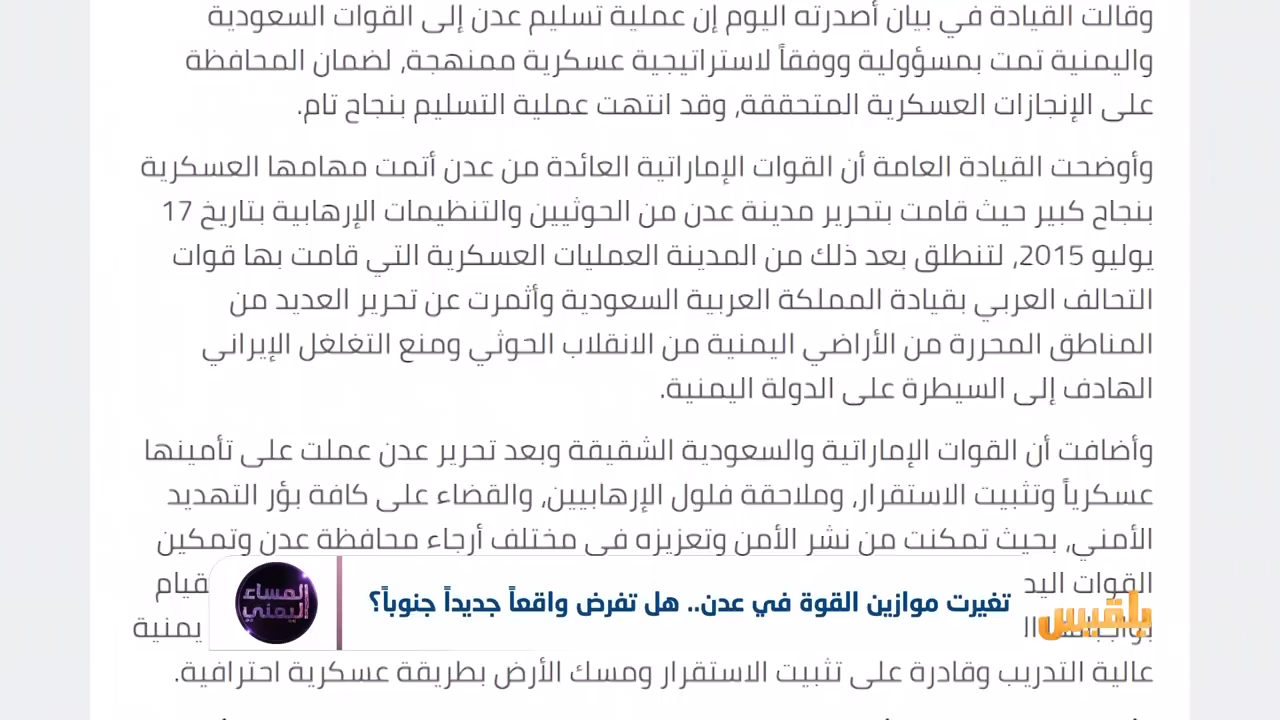 وقالت القيادة في بيان أصدرته اليوم إن عملية تسليم عدن إلى القوات السعودية
واليمنية تمت بمسؤولية ووفقاً لاستراتيجية عسكرية ممنهجة, لضمان المحافظة
على الإنجازات العسكرية المتحققة, وقد انتهت عملية التسليم بنجاح تام.
وأوضحت القيادة العامة أن القوات الإماراتية العائدة من عدن أتمت مهامها العسكرية
بنجاح كبير حيث قامت بتحرير مدينة عدن من الحوثيين والتنظيمات الإرهابية بتاريخ 17
يوليو 2015, لتنطلق بعد ذلك من المدينة العمليات العسكرية التي قامت بها قوات
التحالف العربي بقيادة المملكة العربية السعودية وأثمرت عن تحرير العديد من
المناطق المحررة من الأراضي اليمنية من الانقلاب الحوثي ومنع التغلغل الإيراني
الهادف إلى السيطرة على الدولة اليمنية.
وأضافت أن القوات الإماراتية والسعودية الشقيقة وبعد تحرير عدن عملت على تأمينها
عسكرياً وتثبيت الاستقرار, وملاحقة فلول الإرهابيين, والقضاء على كافة بؤر التهديد
الأمني, بحيث تمكنت من نشر الأمن وتعزيزه في مختلف أرجاء محافظة عدن وتمكين
القوات
يمنية
عالية التدريب وقادرة على تثبيت الاستقرار ومسك الأرض بطريقة عسكرية احترافية.
تغيرت موازين القوة في عدن.. هل تفرض واقعاً جديداً جنوباً؟
المساء
اليمني
بلقيس